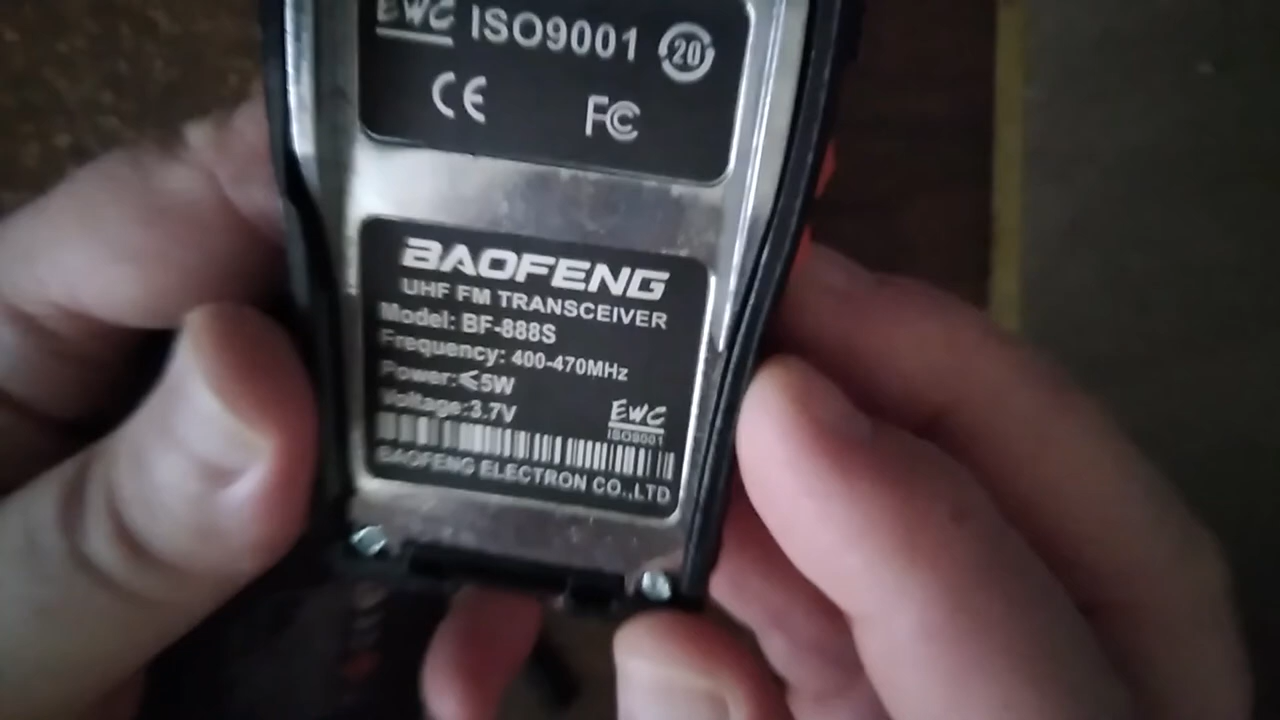 EWC ISO9001 20
CE FC
BAOFENG
UHF FM TRANSCEIVER
Model: BF-888S
Frequency: 400-470MHz
Power:⩽5W
Voltage:3.7V
EWC
ISO9001
BAOFENG ELECTRON CO.,LTD